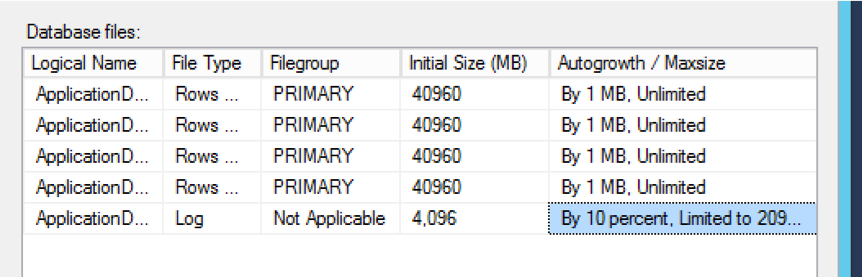 Database files:
Logical Name File Type Filegroup Initial Size (MB) Autogrowth / Maxsize
ApplicationD... Rows ... PRIMARY 40960 By 1 MB, Unlimited
ApplicationD... Rows ... PRIMARY 40960 By 1 MB, Unlimited
ApplicationD... Rows ... PRIMARY 40960 By 1 MB, Unlimited
ApplicationD... Rows ... PRIMARY 40960 By 1 MB, Unlimited
ApplicationD... Log Not Applicable 4,096 By 10 percent, Limited to 209...